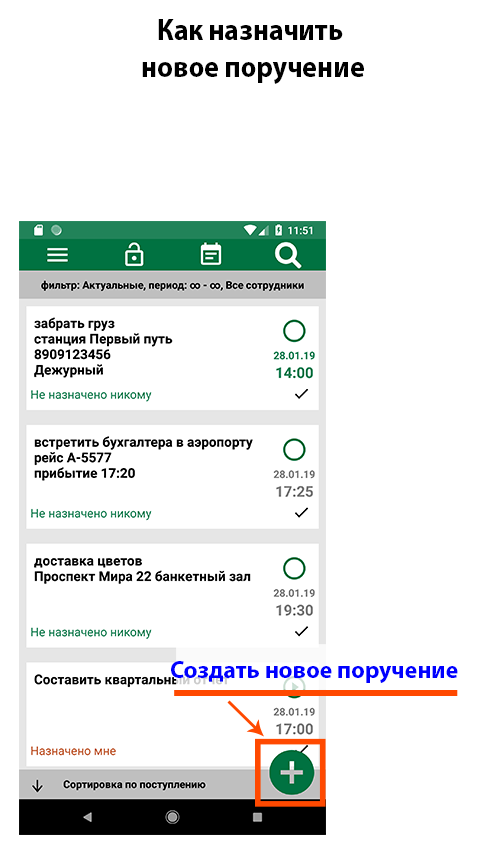 Как назначить
новое поручение
11:51
фильтр: Актуальные, период: ∞ - ∞, Все сотрудники
забрать груз
станция Первый путь
8909123456
Дежурный
28.01.19
14:00
Не назначено никому
встретить бухгалтера в аэропорту
рейс А-5577
прибытие 17:20
28.01.19
17:25
Не назначено никому
доставка цветов
Проспект Мира 22 банкетный зал
28.01.19
19:30
Не назначено никому
Создать новое поручение
Составить квартальный отчет
28.01.19
17:00
Назначено мне
Сортировка по поступлению